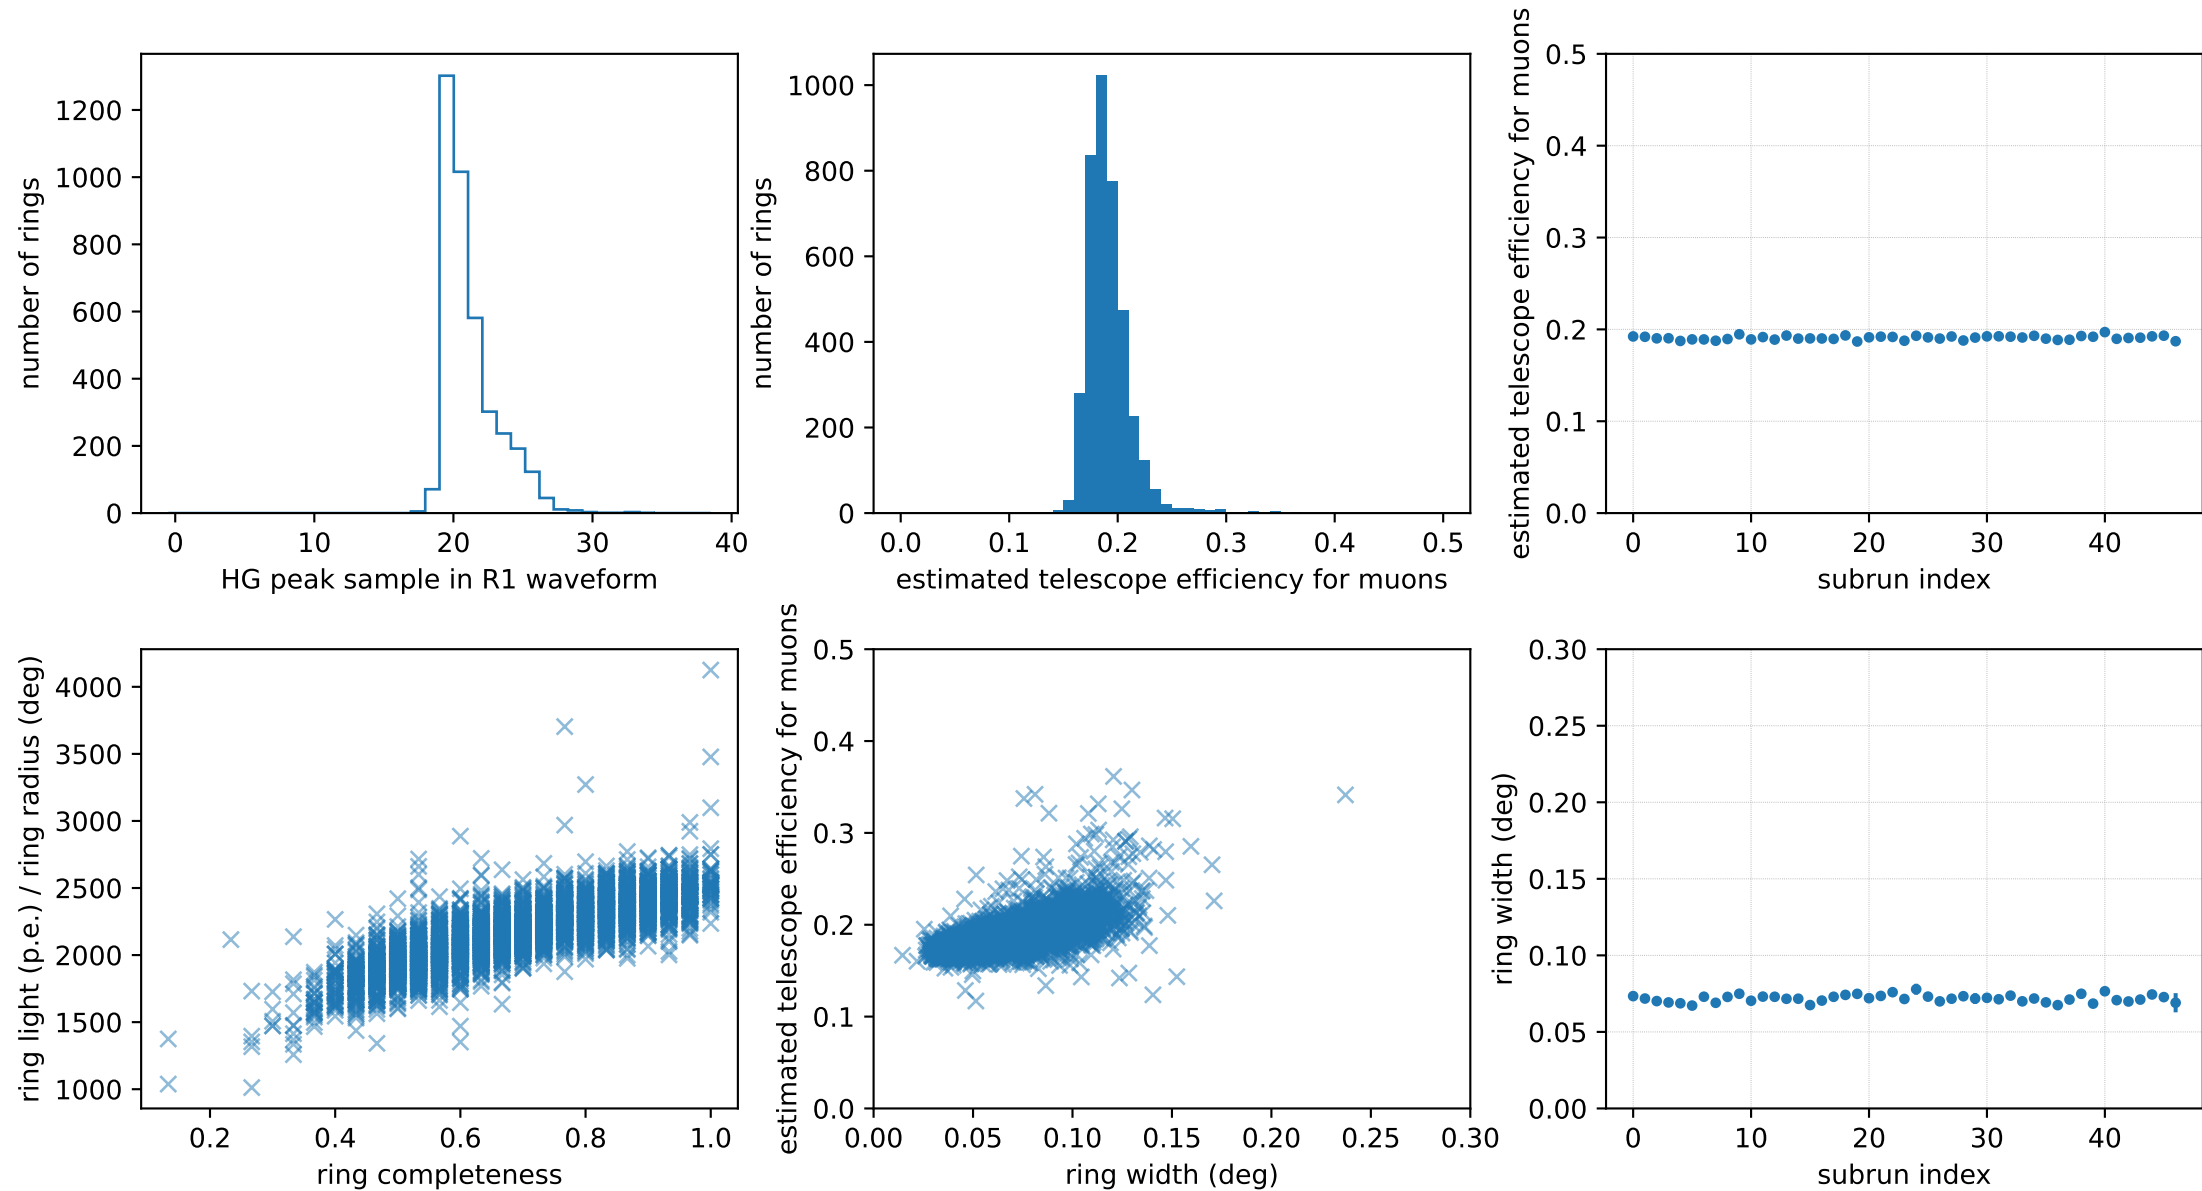 number of rings
1200
1000
800
600
400
200
0
0 10 20 30 40
HG peak sample in R1 waveform
number of rings
1000
800
600
400
200
0
0.0 0.1 0.2 0.3 0.4 0.5
estimated telescope efficiency for muons
estimated telescope efficiency for muons
0.5
0.4
0.3
0.2
0.1
0.0
0 10 20 30 40
subrun index
ring light (p.e.) / ring radius (deg)
4000
3500
3000
2500
2000
1500
1000
0.2 0.4 0.6 0.8 1.0
ring completeness
estimated telescope efficiency for muons
0.5
0.4
0.3
0.2
0.1
0.0
0.00 0.05 0.10 0.15 0.20 0.25 0.30
ring width (deg)
ring width (deg)
0.30
0.25
0.20
0.15
0.10
0.05
0.00
0 10 20 30 40
subrun index